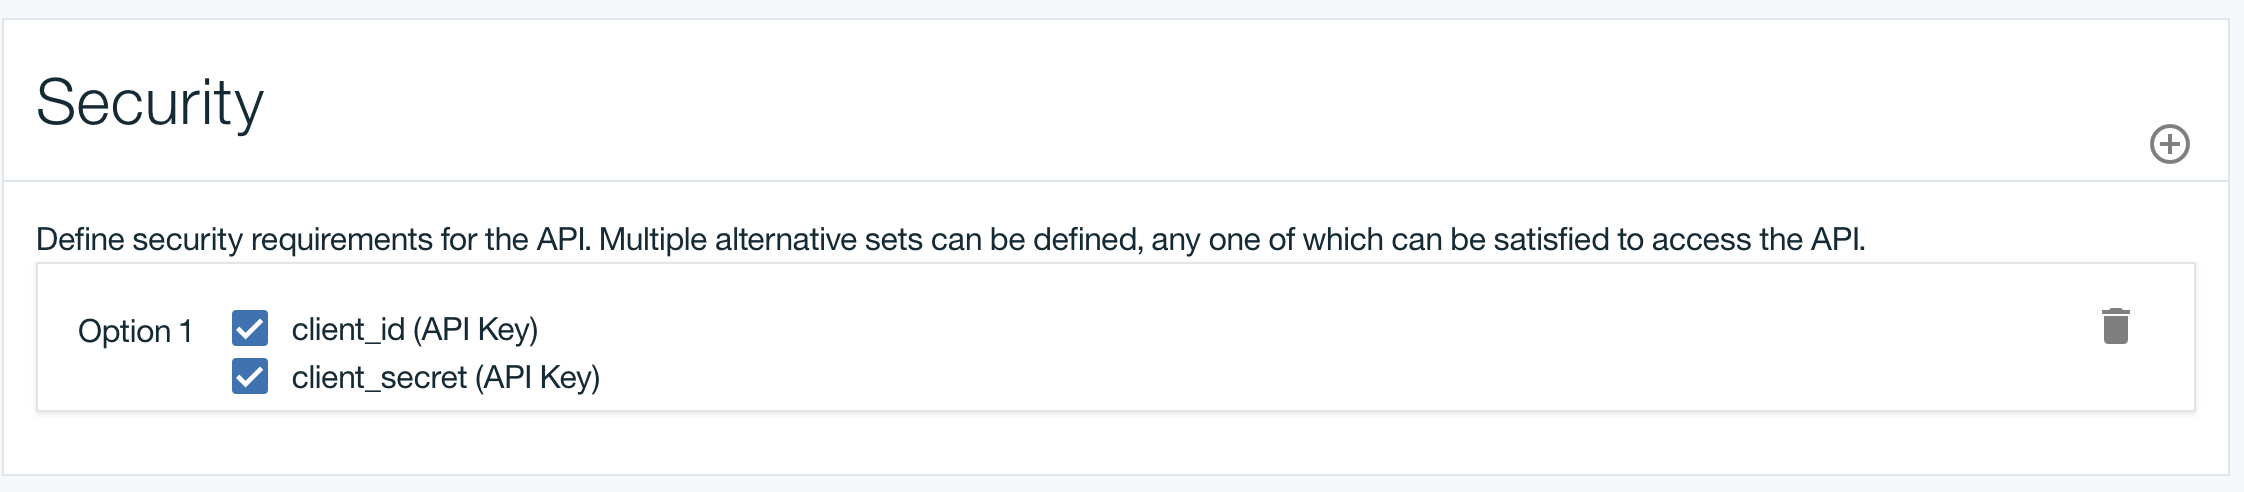 Security
Define security requirements for the API. Multiple alternative sets can be defined, any one of which can be satisfied to access the API.
Option 1
client_id (API Key)
client_secret (API Key)